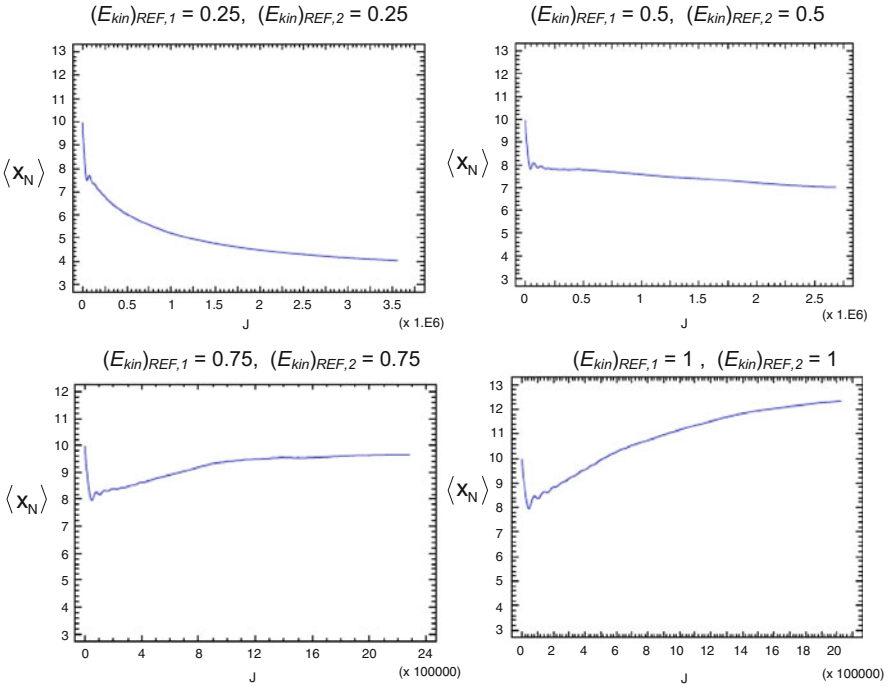 (E_kin)_REF,1 = 0.25, (E_kin)_REF,2 = 0.25
13
12
11
10
9
8
7
6
5
4
3
⟨x_N⟩
0 0.5 1 1.5 2 2.5 3 3.5
J
(x 1.E6)
(E_kin)_REF,1 = 0.5, (E_kin)_REF,2 = 0.5
13
12
11
10
9
8
7
6
5
4
3
⟨x_N⟩
0 0.5 1 1.5 2 2.5
J
(x 1.E6)
(E_kin)_REF,1 = 0.75, (E_kin)_REF,2 = 0.75
12
11
10
9
8
7
6
5
4
3
⟨x_N⟩
0 4 8 12 16 20 24
J
(x 100000)
(E_kin)_REF,1 = 1 , (E_kin)_REF,2 = 1
13
12
11
10
9
8
7
6
5
4
3
⟨x_N⟩
0 2 4 6 8 10 12 14 16 18 20
J
(x 100000)